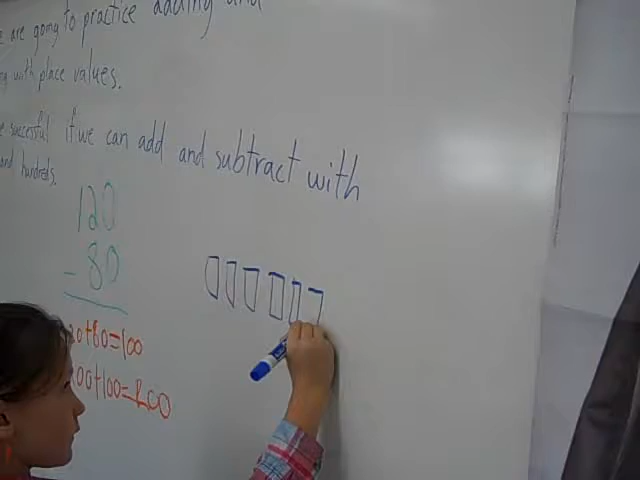 are going to practice adding and
with place values.
successful if we can add and subtract with
and hundreds.
120
- 80
20+80=100
100+100=200